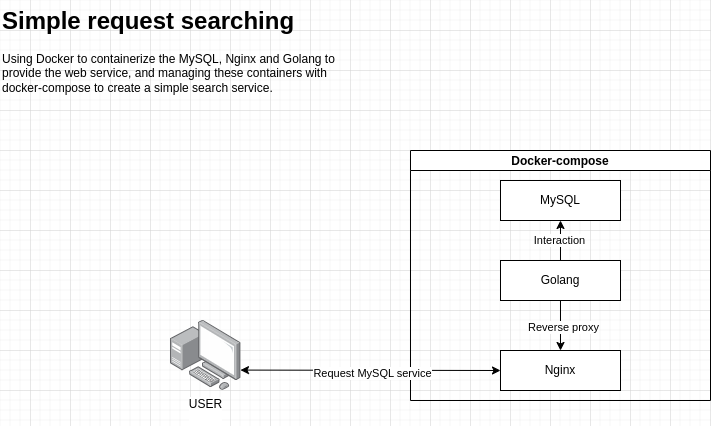 Simple request searching
Using Docker to containerize the MySQL, Nginx and Golang to
provide the web service, and managing these containers with
docker-compose to create a simple search service.
Docker-compose
MySQL
Interaction
Golang
Reverse proxy
Nginx
Request MySQL service
USER